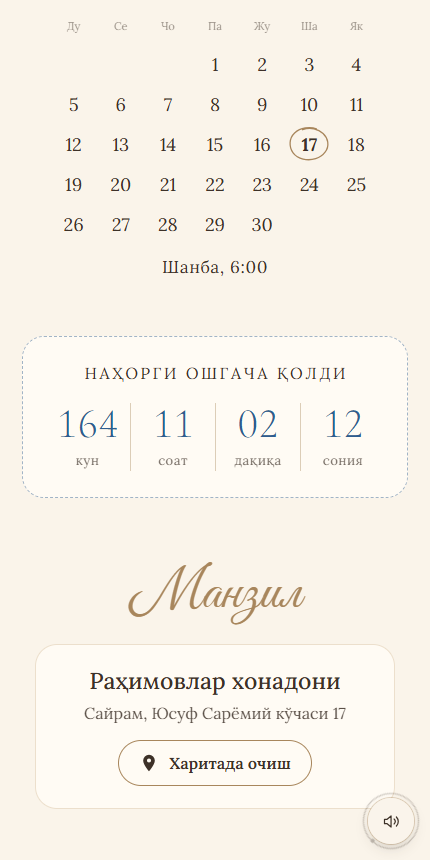 Ду Се Чо Па Жу Ша Як
1 2 3 4
5 6 7 8 9 10 11
12 13 14 15 16 17 18
19 20 21 22 23 24 25
26 27 28 29 30
Шанба, 6:00
НАҲОРГИ ОШГАЧА ҚОЛДИ
164 11 02 12
кун соат дақиқа сония
Манзил
Раҳимовлар хонадони
Сайрам, Юсуф Сарёмий кўчаси 17
Харитада очиш